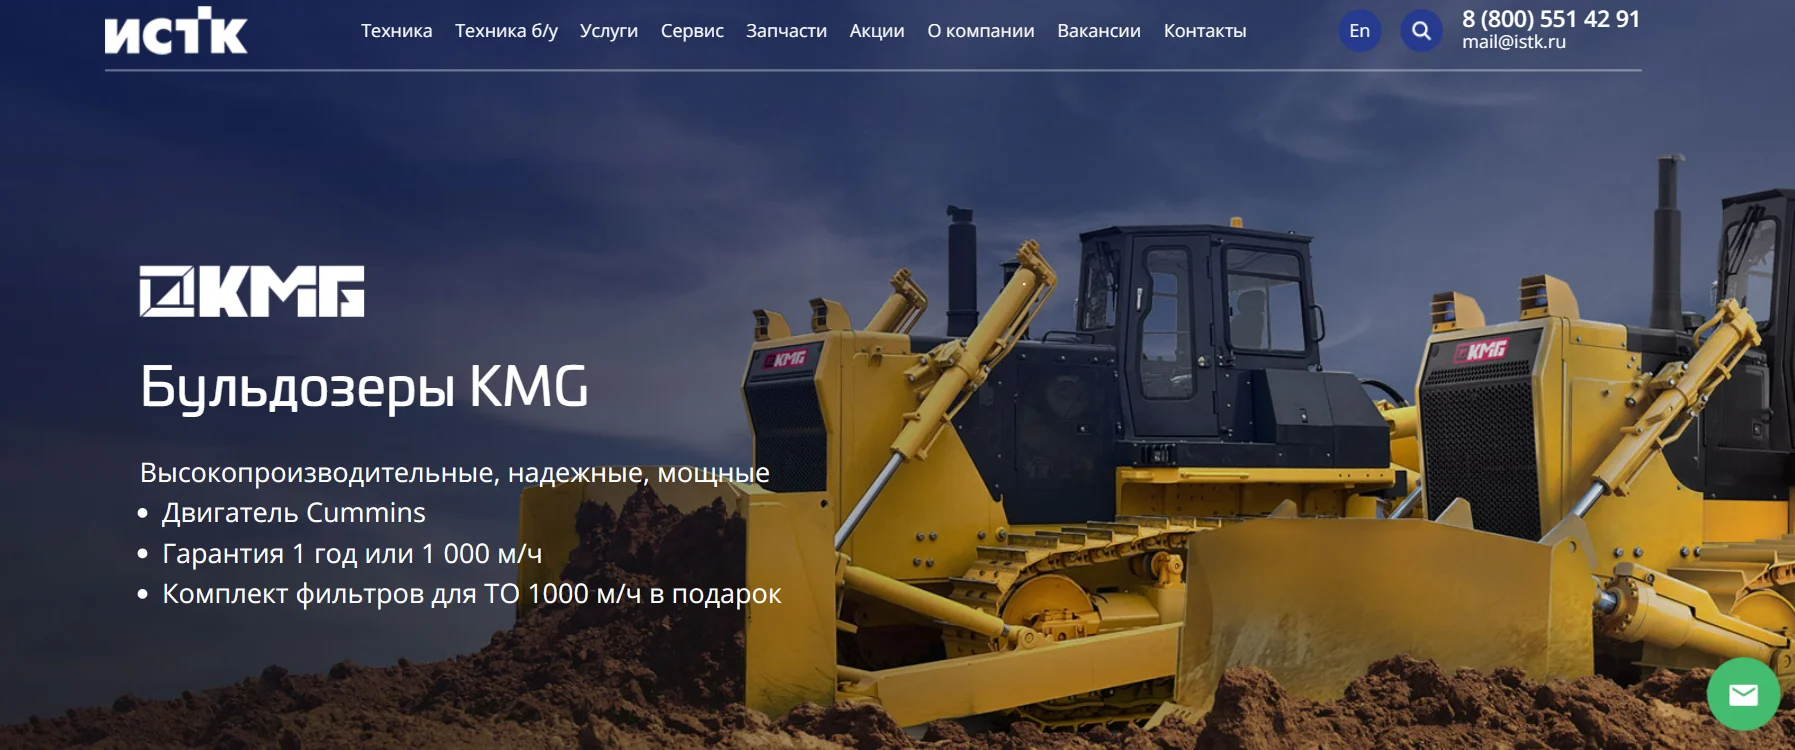 ИСТК
Техника Техника б/у Услуги Сервис Запчасти Акции О компании Вакансии Контакты
En
8 (800) 551 42 91
mail@istk.ru
KMG
Бульдозеры KMG
Высокопроизводительные, надежные, мощные
• Двигатель Cummins
• Гарантия 1 год или 1 000 м/ч
• Комплект фильтров для ТО 1000 м/ч в подарок
KMG
KMG